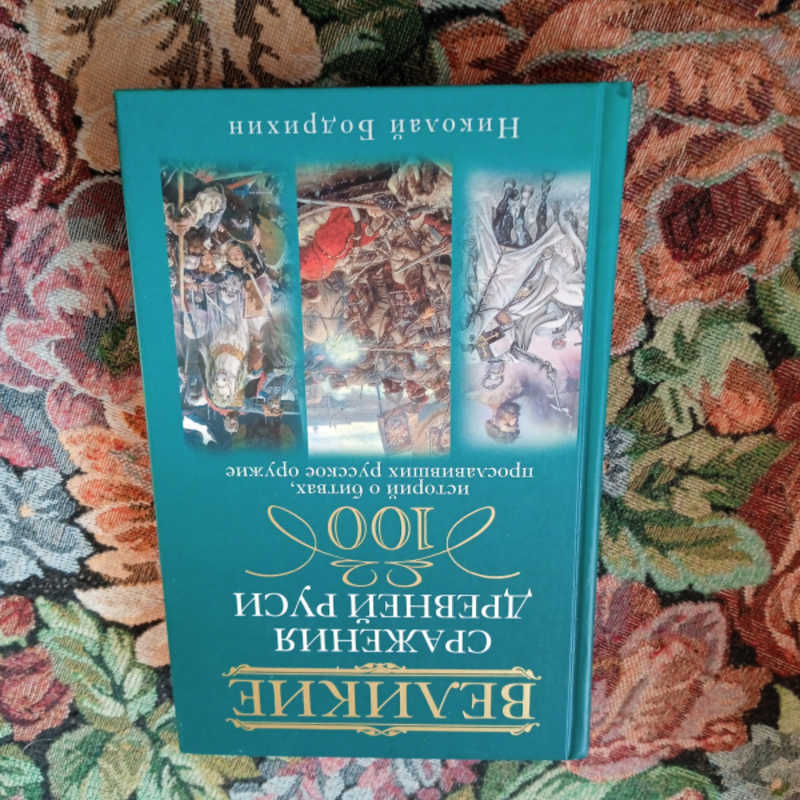 ВЕЛИКИЕ
СРАЖЕНИЯ
ДРЕВНЕЙ РУСИ
100
историй о битвах,
прославивших русское оружие
Николай Бодрихин